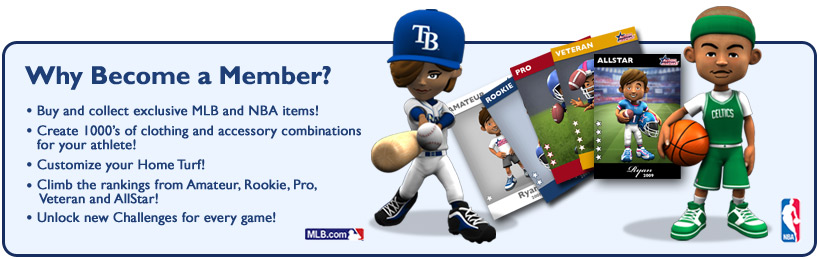 Why Become a Member?
• Buy and collect exclusive MLB and NBA items!
• Create 1000's of clothing and accessory combinations
for your athlete!
• Customize your Home Turf!
• Climb the rankings from Amateur, Rookie, Pro,
Veteran and AllStar!
• Unlock new Challenges for every game!
MLB.com
TB
AMATEUR
ROOKIE
PRO
VETERAN
ALLSTAR
Ryan
2009
CELTICS
NBA